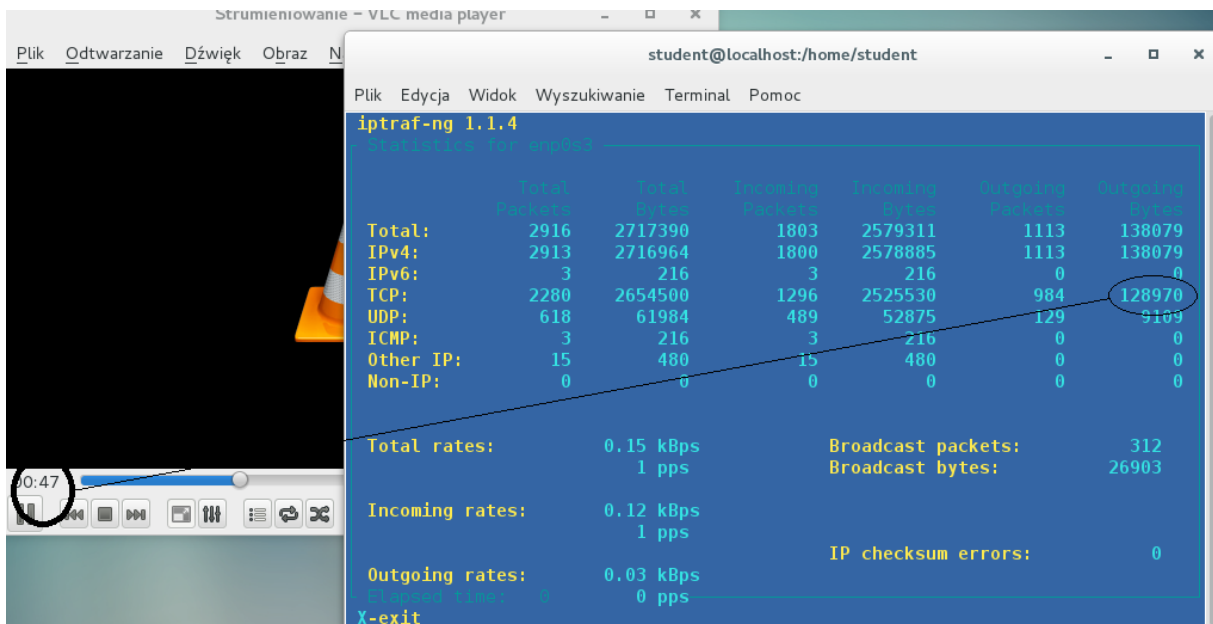 Strumieniowanie – VLC media player
Plik Odtwarzanie Dźwięk Obraz N
00:47
student@localhost:/home/student
Plik Edycja Widok Wyszukiwanie Terminal Pomoc
iptraf-ng 1.1.4
Statistics for enp0s3
Total Total Incoming Incoming Outgoing Outgoing
Packets Bytes Packets Bytes Packets Bytes
Total: 2916 2717390 1803 2579311 1113 138079
IPv4: 2913 2716964 1800 2578885 1113 138079
IPv6: 3 216 3 216 0 0
TCP: 2280 2654500 1296 2525530 984 128970
UDP: 618 61984 489 52875 129 9109
ICMP: 3 216 3 216 0 0
Other IP: 15 480 15 480 0 0
Non-IP: 0 0 0 0 0 0
Total rates: 0.15 kBps Broadcast packets: 312
1 pps Broadcast bytes: 26903
Incoming rates: 0.12 kBps
1 pps
IP checksum errors: 0
Outgoing rates: 0.03 kBps
Elapsed time: 0 0 pps
X-exit